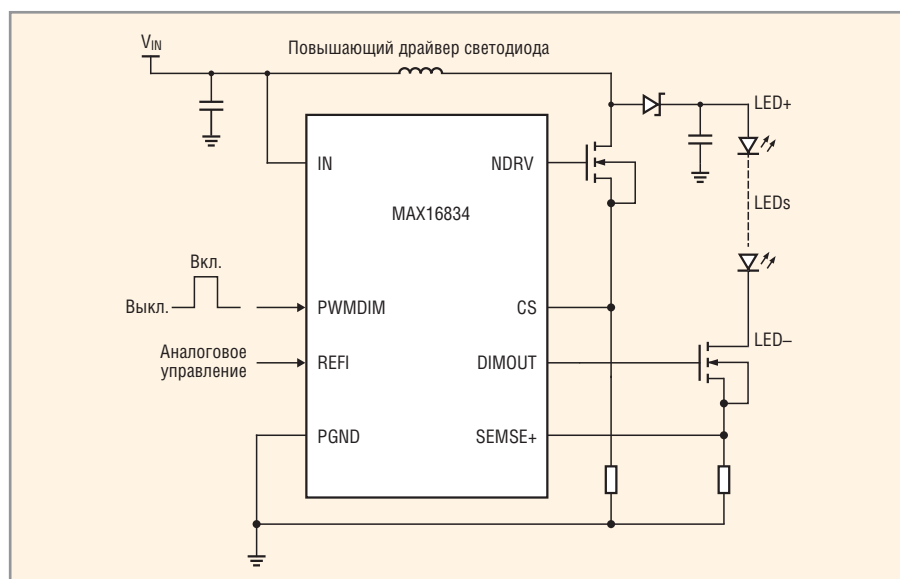 V_IN
Повышающий драйвер светодиода
LED+
IN
NDRV
MAX16834
LEDs
Вкл.
Выкл.
PWMDIM
CS
LED–
Аналоговое
управление
REFI
DIMOUT
PGND
SEMSE+